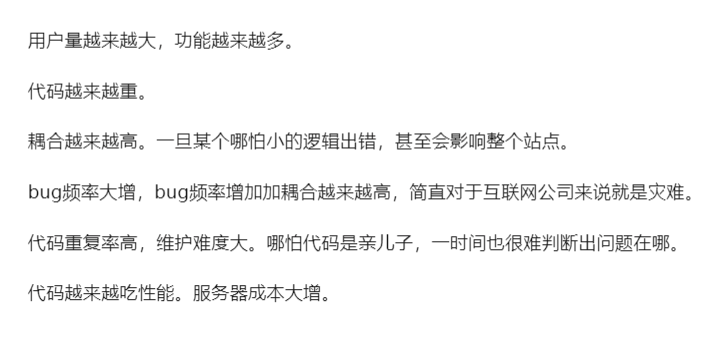 用户量越来越大，功能越来越多。
代码越来越重。
耦合越来越高。一旦某个哪怕小的逻辑出错，甚至会影响整个站点。
bug频率大增，bug频率增加加耦合越来越高，简直对于互联网公司来说就是灾难。
代码重复率高，维护难度大。哪怕代码是亲儿子，一时间也很难判断出问题在哪。
代码越来越吃性能。服务器成本大增。